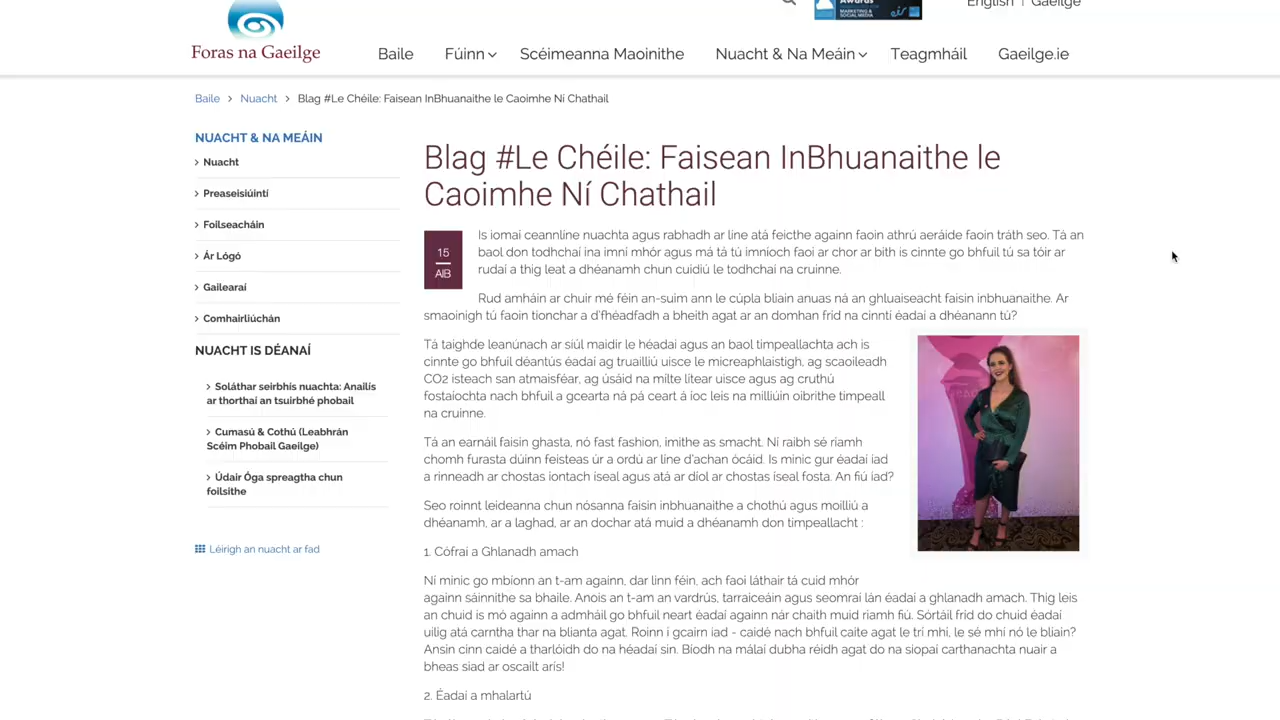 Awards
MARKETING &
SOCIAL MEDIA
eir
English | Gaeilge
Foras na Gaeilge
Baile
Fúinn
Scéimeanna Maoinithe
Nuacht & Na Meáin
Teagmháil
Gaeilge.ie
Baile > Nuacht > Blag #Le Chéile: Faisean InBhuanaithe le Caoimhe Ní Chathail
NUACHT & NA MEÁIN
Nuacht
Preaseisiúintí
Foilseacháin
Ár Lógó
Gailearaí
Comhairliúchán
NUACHT IS DÉANAÍ
Soláthar seirbhís nuachta: Anailís
ar thorthaí an tsuirbhé phobail
Cumasú & Cothú (Leabhrán
Scéim Phobail Gaeilge)
Údair Óga spreagtha chun
foilsithe
Léirigh an nuacht ar fad
Blag #Le Chéile: Faisean InBhuanaithe le
Caoimhe Ní Chathail
15
AIB
Is iomaí ceannlíne nuachta agus rabhadh ar líne atá feicthe againn faoin athrú aeráide faoin tráth seo. Tá an
baol don todhchaí ina imní mhór agus má tá tú imníoch faoi ar chor ar bith is cinnte go bhfuil tú sa tóir ar
rudaí a thig leat a dhéanamh chun cuidiú le todhchaí na cruinne.
Rud amháin ar chuir mé féin an-suim ann le cúpla bliain anuas ná an ghluaiseacht faisin inbhuanaithe. Ar
smaoinigh tú faoin tionchar a d'fhéadfadh a bheith agat ar an domhan fríd na cinntí éadaí a dhéanann tú?
Tá taighde leanúnach ar siúl maidir le héadaí agus an baol timpeallachta ach is
cinnte go bhfuil déantús éadaí ag truailliú uisce le micreaphlaistigh, ag scaoileadh
CO2 isteach san atmaisféar, ag úsáid na mílte lítear uisce agus ag cruthú
fostaíochta nach bhfuil a gcearta ná pá ceart á íoc leis na milliúin oibrithe timpeall
na cruinne.
Tá an earnáil faisin ghasta, nó fast fashion, imithe as smacht. Ní raibh sé riamh
chomh furasta dúinn feisteas úr a ordú ar líne d'achan ócáid. Is minic gur éadaí iad
a rinneadh ar chostas iontach íseal agus atá ar díol ar chostas íseal fosta. An fiú iad?
Seo roinnt leideanna chun nósanna faisin inbhuanaithe a chothú agus moilliú a
dhéanamh, ar a laghad, ar an dochar atá muid a dhéanamh don timpeallacht :
1. Cófraí a Ghlanadh amach
Ní minic go mbíonn an t-am againn, dar linn féin, ach faoi láthair tá cuid mhór
againn sáinnithe sa bhaile. Anois an t-am an vardrús, tarraiceáin agus seomraí lán éadaí a ghlanadh amach. Thig leis
an chuid is mó againn a admháil go bhfuil neart éadaí againn nár chaith muid riamh fiú. Sórtáil fríd do chuid éadaí
uilig atá carntha thar na blianta agat. Roinn i gcairn iad - caidé nach bhfuil caite agat le trí mhí, le sé mhí nó le bliain?
Ansin cinn caidé a tharlóidh do na héadaí sin. Bíodh na málaí dubha réidh agat do na siopaí carthanachta nuair a
bheas siad ar oscailt arís!
2. Éadaí a mhalartú